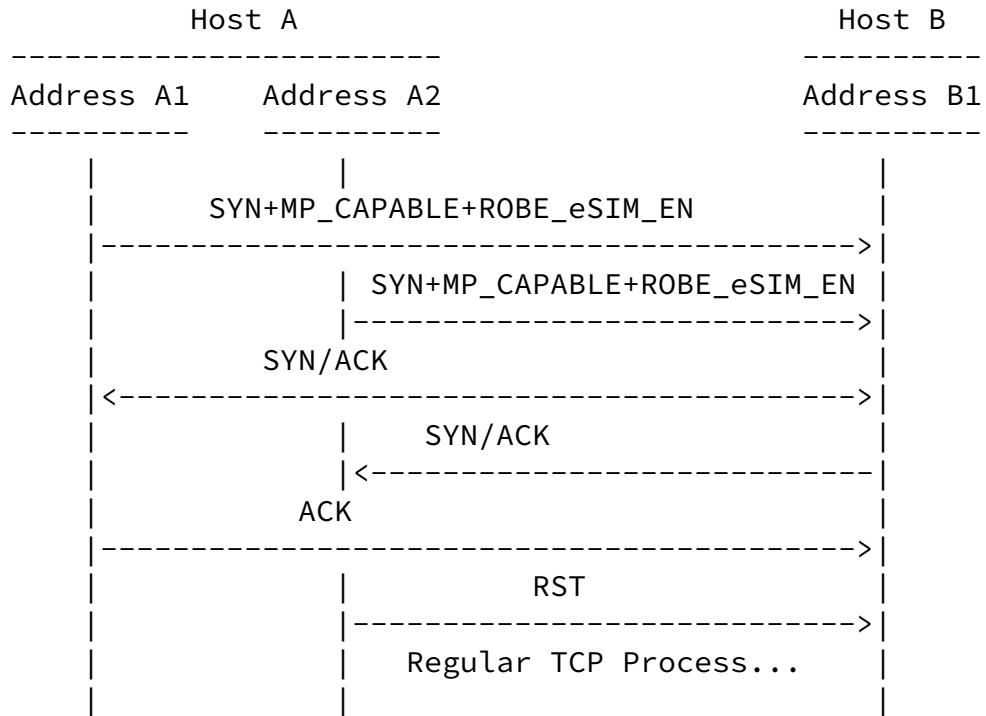 Host A Host B
Address A1 Address A2 Address B1
SYN+MP_CAPABLE+ROBE_eSIM_EN
SYN+MP_CAPABLE+ROBE_eSIM_EN
SYN/ACK
SYN/ACK
ACK
RST
Regular TCP Process...